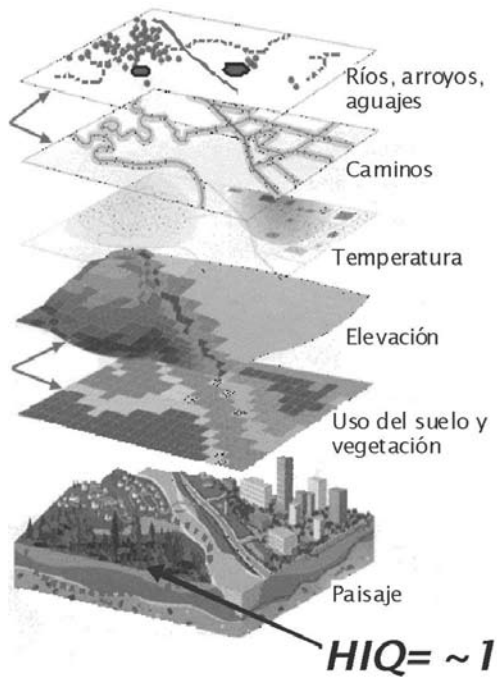 Ríos, arroyos,
aguajes
Caminos
Temperatura
Elevación
Uso del suelo y
vegetación
Paisaje
HIQ= ~1